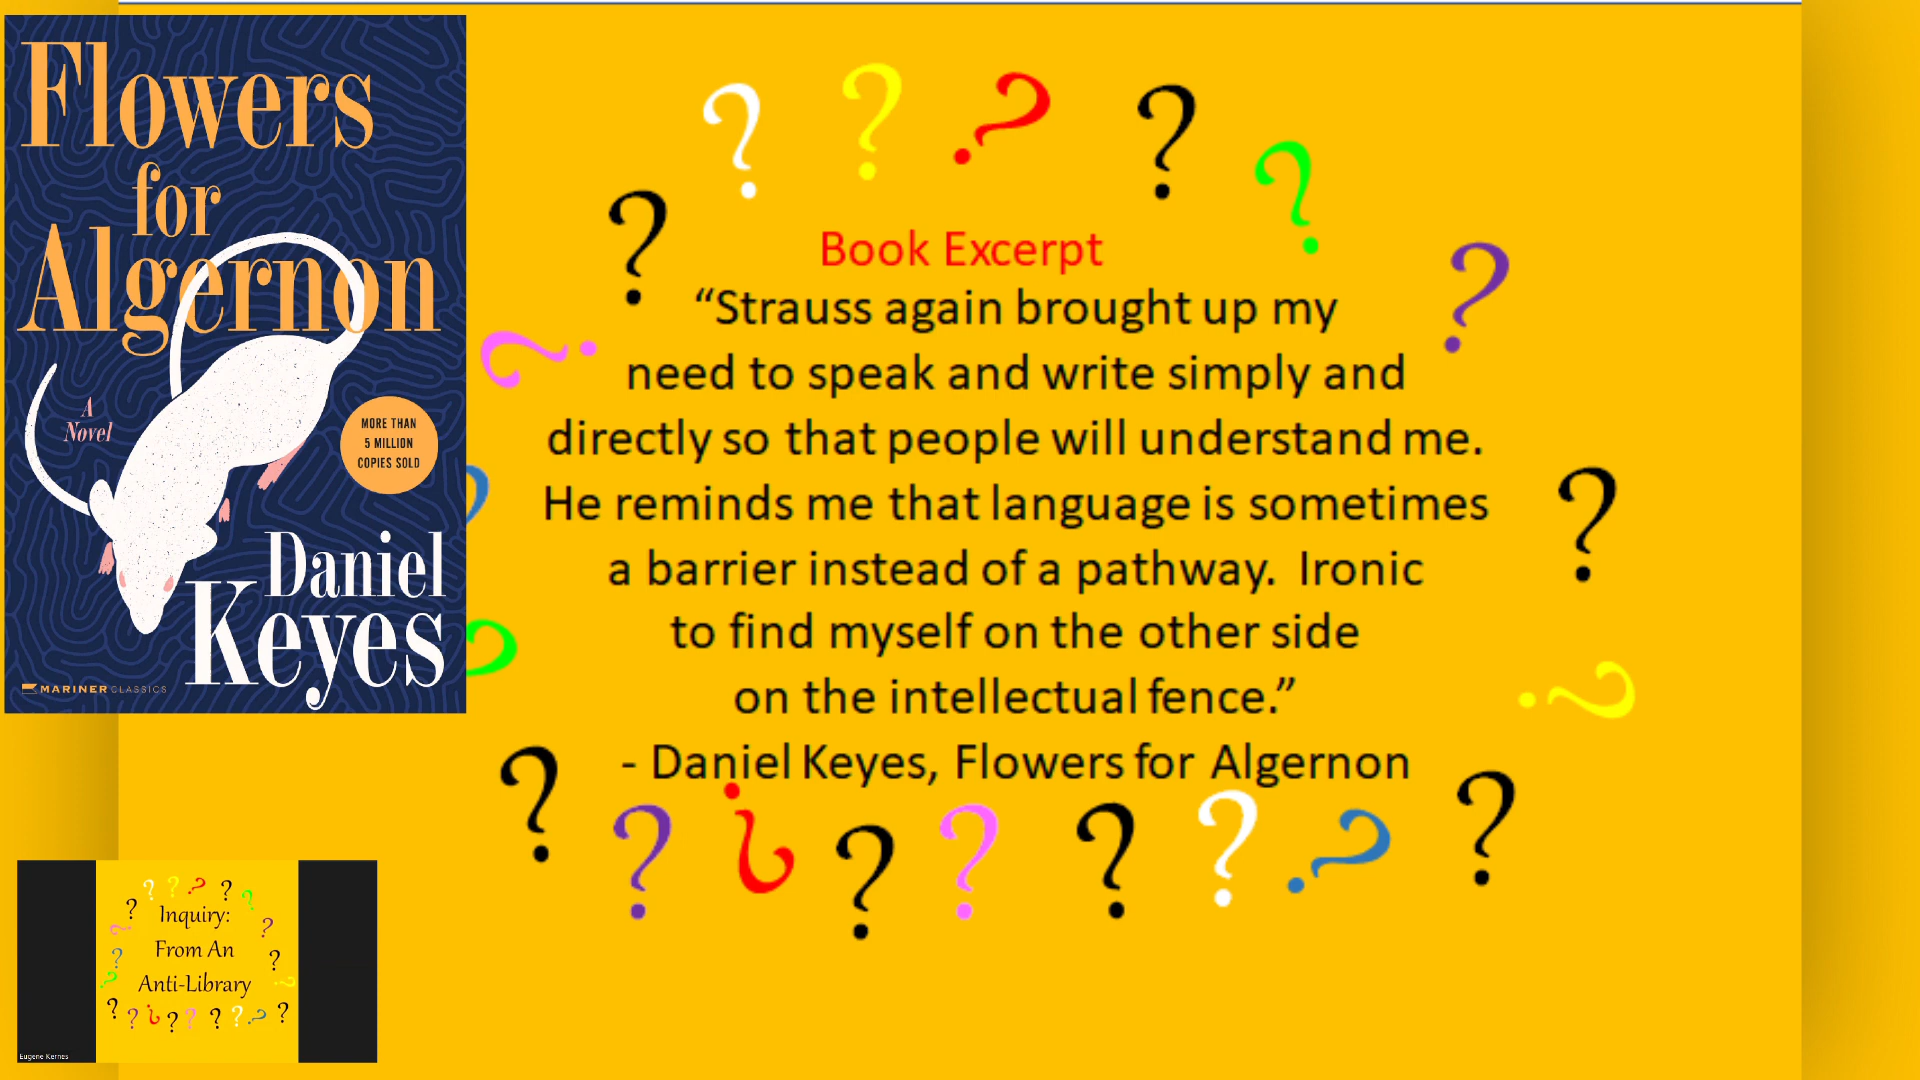 Flowers
for
Algernon
A
Novel
MORE THAN
5 MILLION
COPIES SOLD
Daniel
Keyes
MARINER CLASSICS
Book Excerpt
“Strauss again brought up my
need to speak and write simply and
directly so that people will understand me.
He reminds me that language is sometimes
a barrier instead of a pathway. Ironic
to find myself on the other side
on the intellectual fence.”
- Daniel Keyes, Flowers for Algernon
Inquiry:
From An
Anti-Library
Eugene Kernes